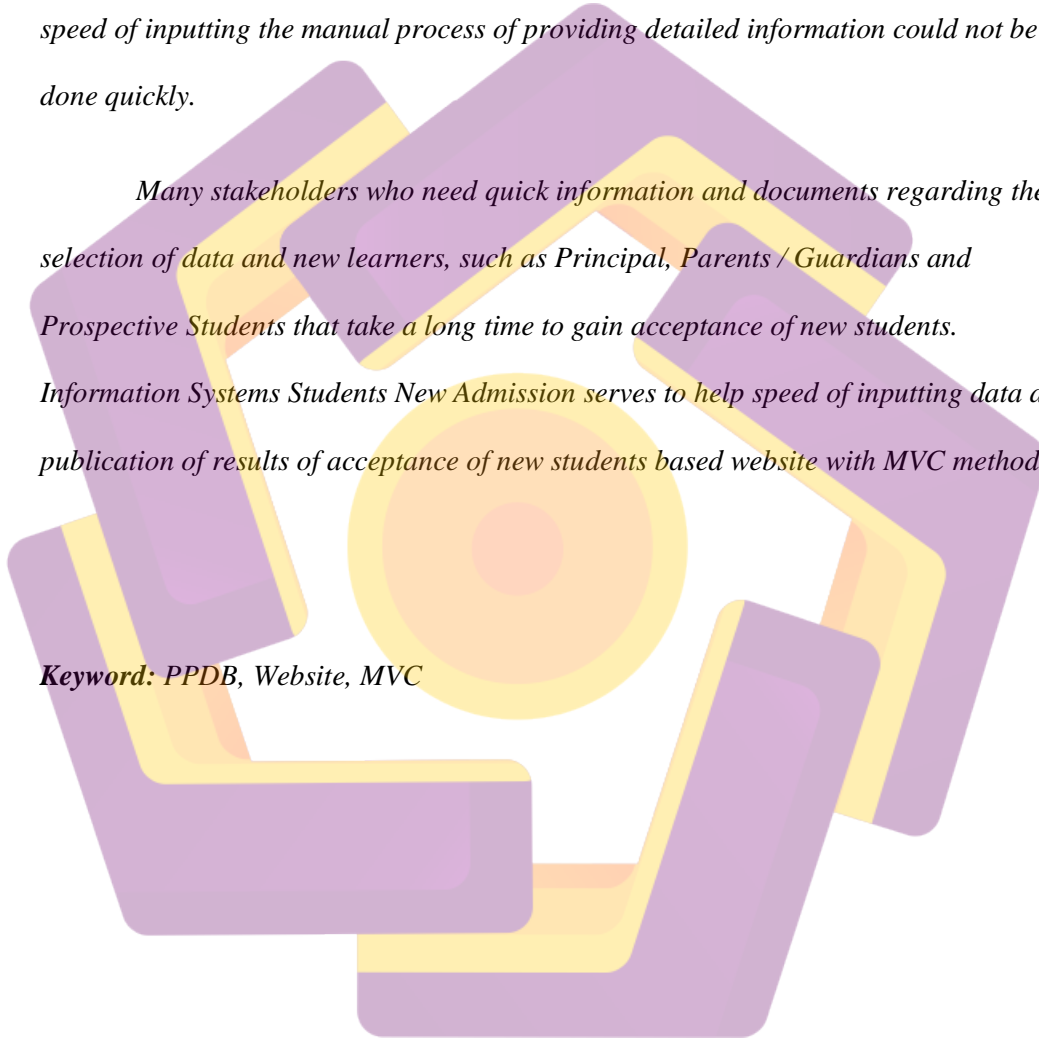 speed of inputting the manual process of providing detailed information could not be
done quickly.
Many stakeholders who need quick information and documents regarding the
selection of data and new learners, such as Principal, Parents / Guardians and
Prospective Students that take a long time to gain acceptance of new students.
Information Systems Students New Admission serves to help speed of inputting data
publication of results of acceptance of new students based website with MVC method
Keyword: PPDB, Website, MVC